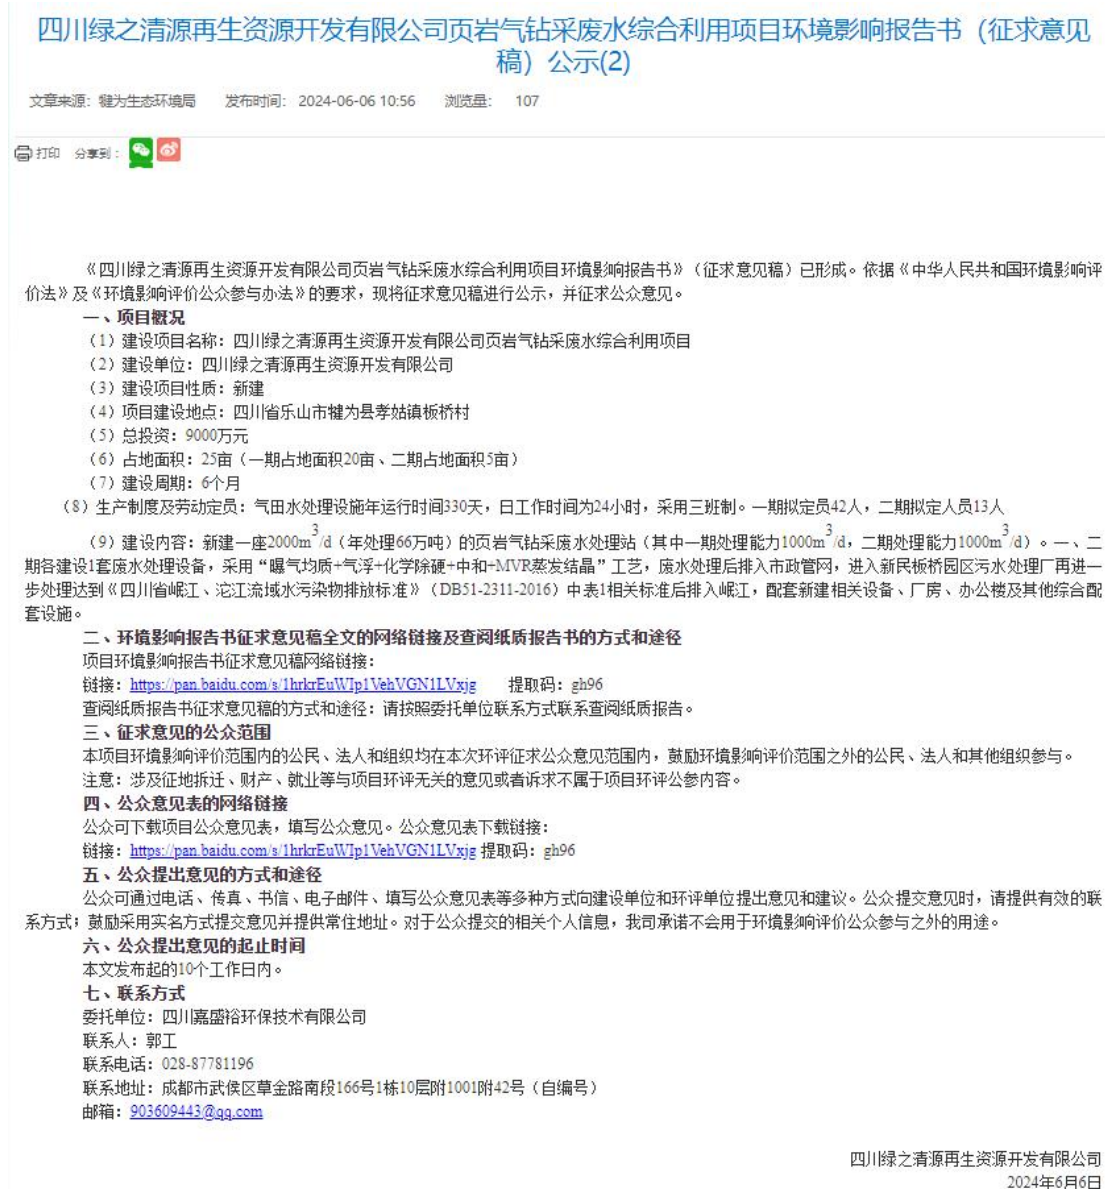 四川绿之清源再生资源开发有限公司页岩气钻采废水综合利用项目环境影响报告书（征求意见
稿）公示(2)
文章来源：犍为生态环境局 发布时间： 2024-06-06 10:56 浏览量： 107
打印 分享到：
《四川绿之清源再生资源开发有限公司页岩气钻采废水综合利用项目环境影响报告书》（征求意见稿）已形成。依据《中华人民共和国环境影响评
价法》及《环境影响评价公众参与办法》的要求，现将征求意见稿进行公示，并征求公众意见。
一、项目概况
（1）建设项目名称：四川绿之清源再生资源开发有限公司页岩气钻采废水综合利用项目
（2）建设单位：四川绿之清源再生资源开发有限公司
（3）建设项目性质：新建
（4）项目建设地点：四川省乐山市犍为县孝姑镇板桥村
（5）总投资：9000万元
（6）占地面积：25亩（一期占地面积20亩、二期占地面积5亩）
（7）建设周期：6个月
（8）生产制度及劳动定员：气田水处理设施年运行时间330天，日工作时间为24小时，采用三班制。一期拟定员42人，二期拟定人员13人
（9）建设内容：新建一座2000m³/d（年处理66万吨）的页岩气钻采废水处理站（其中一期处理能力1000m³/d，二期处理能力1000m³/d）。一、二
期各建设1套废水处理设备，采用“曝气均质+气浮+化学除硬+中和+MVR蒸发结晶”工艺，废水处理后排入市政管网，进入新民板桥园区污水处理厂再进一
步处理达到《四川省岷江、沱江流域水污染物排放标准》（DB51-2311-2016）中表1相关标准后排入岷江，配套新建相关设备、厂房、办公楼及其他综合配
套设施。
二、环境影响报告书征求意见稿全文的网络链接及查阅纸质报告书的方式和途径
项目环境影响报告书征求意见稿网络链接：
链接：https://pan.baidu.com/s/1hrkrEuWIp1VehVGN1LVxjg 提取码：gh96
查阅纸质报告书征求意见稿的方式和途径：请按照委托单位联系方式联系查阅纸质报告。
三、征求意见的公众范围
本项目环境影响评价范围内的公民、法人和组织均在本次环评征求公众意见范围内，鼓励环境影响评价范围之外的公民、法人和其他组织参与。
注意：涉及征地拆迁、财产、就业等与项目环评无关的意见或者诉求不属于项目环评公参内容。
四、公众意见表的网络链接
公众可下载项目公众意见表，填写公众意见。公众意见表下载链接：
链接：https://pan.baidu.com/s/1hrkrEuWIp1VehVGN1LVxjg 提取码：gh96
五、公众提出意见的方式和途径
公众可通过电话、传真、书信、电子邮件、填写公众意见表等多种方式向建设单位和环评单位提出意见和建议。公众提交意见时，请提供有效的联
系方式；鼓励采用实名方式提交意见并提供常住地址。对于公众提交的相关个人信息，我司承诺不会用于环境影响评价公众参与之外的用途。
六、公众提出意见的起止时间
本文发布起的10个工作日内。
七、联系方式
委托单位：四川嘉盛裕环保技术有限公司
联系人：郭工
联系电话：028-87781196
联系地址：成都市武侯区草金路南段166号1栋10层附1001附42号（自编号）
邮箱：903609443@qq.com
四川绿之清源再生资源开发有限公司
2024年6月6日